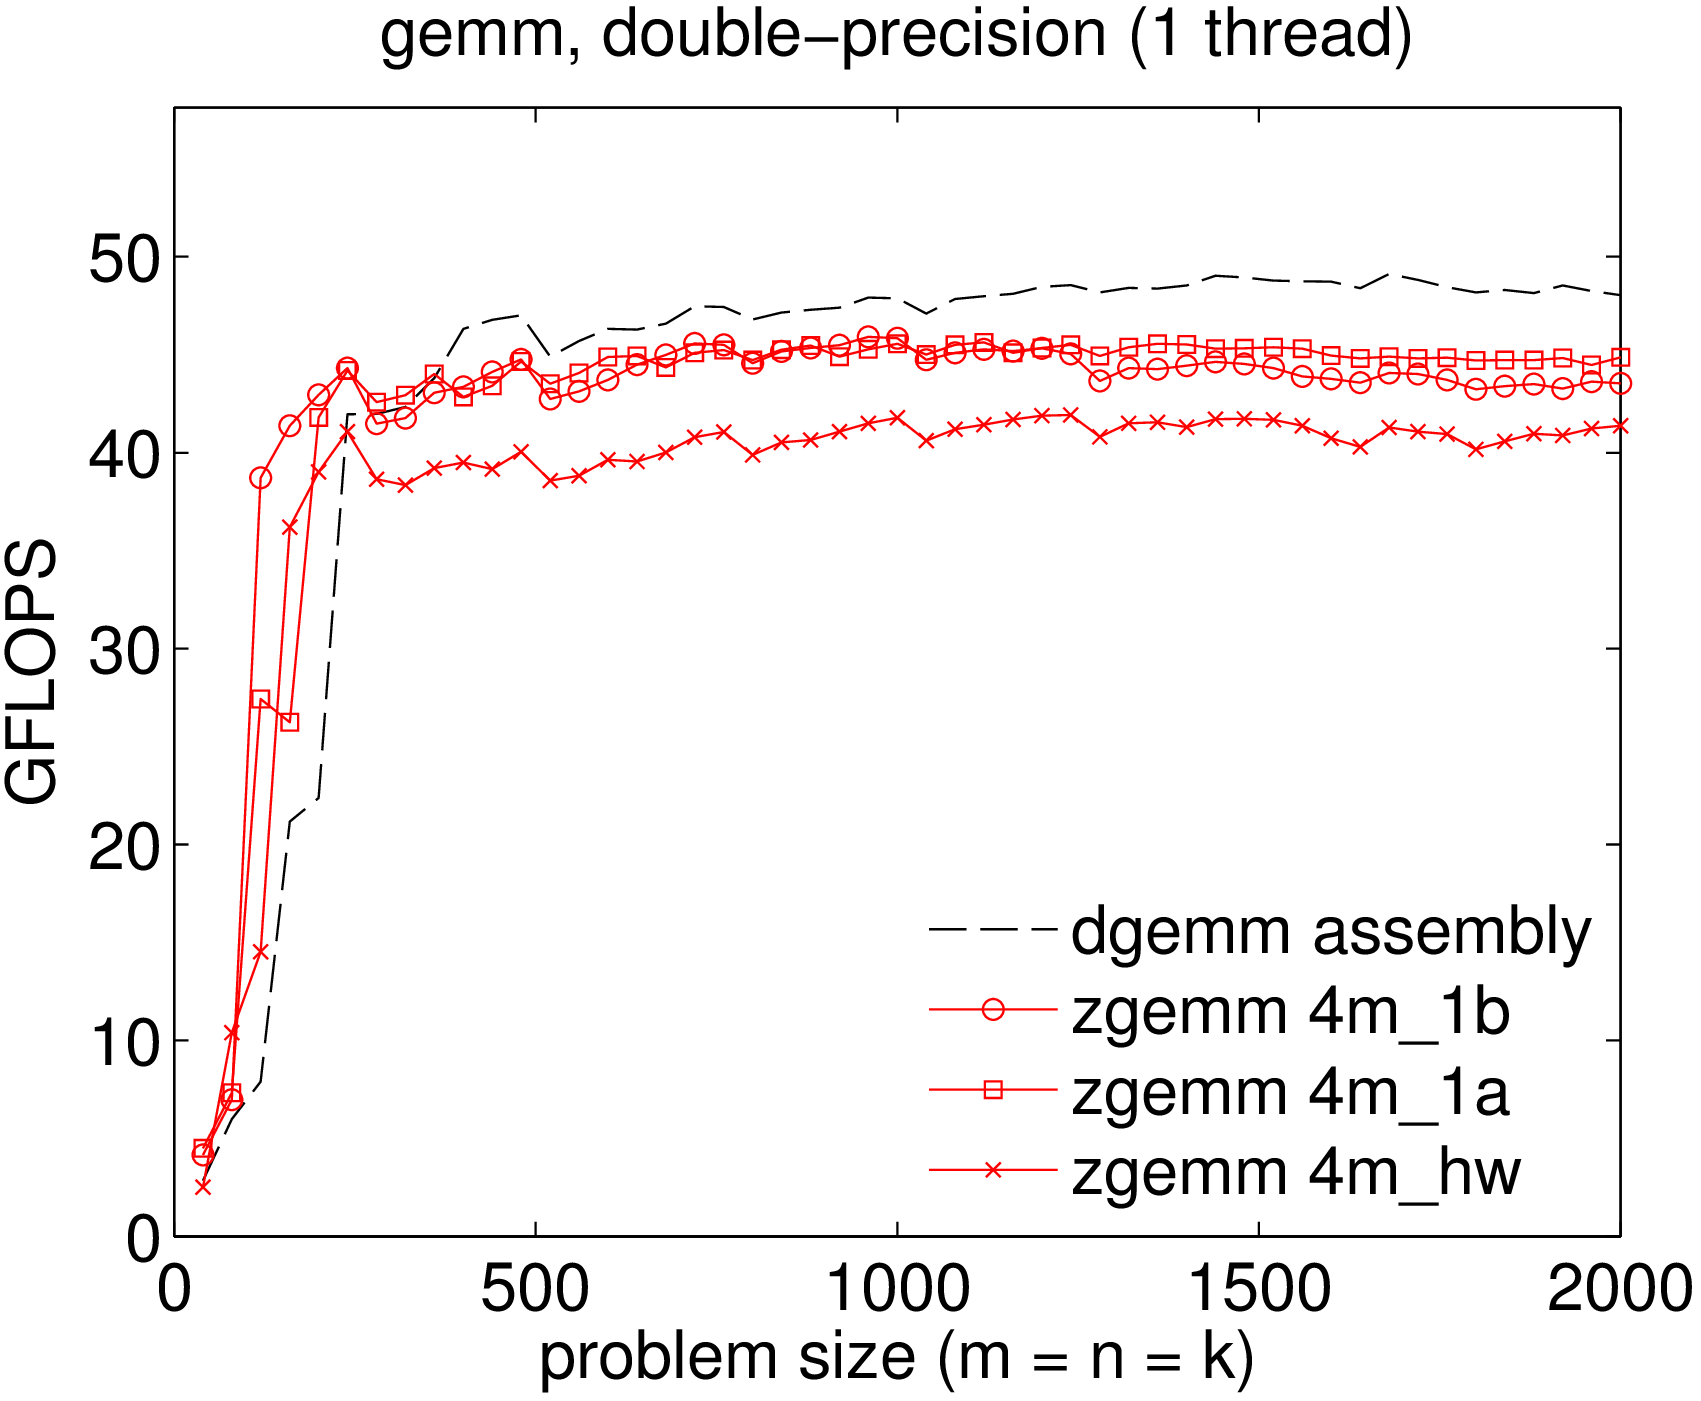 gemm, double−precision (1 thread)
GFLOPS
50
40
30
20
10
0
dgemm assembly
zgemm 4m_1b
zgemm 4m_1a
zgemm 4m_hw
0 500 1000 1500 2000
problem size (m = n = k)